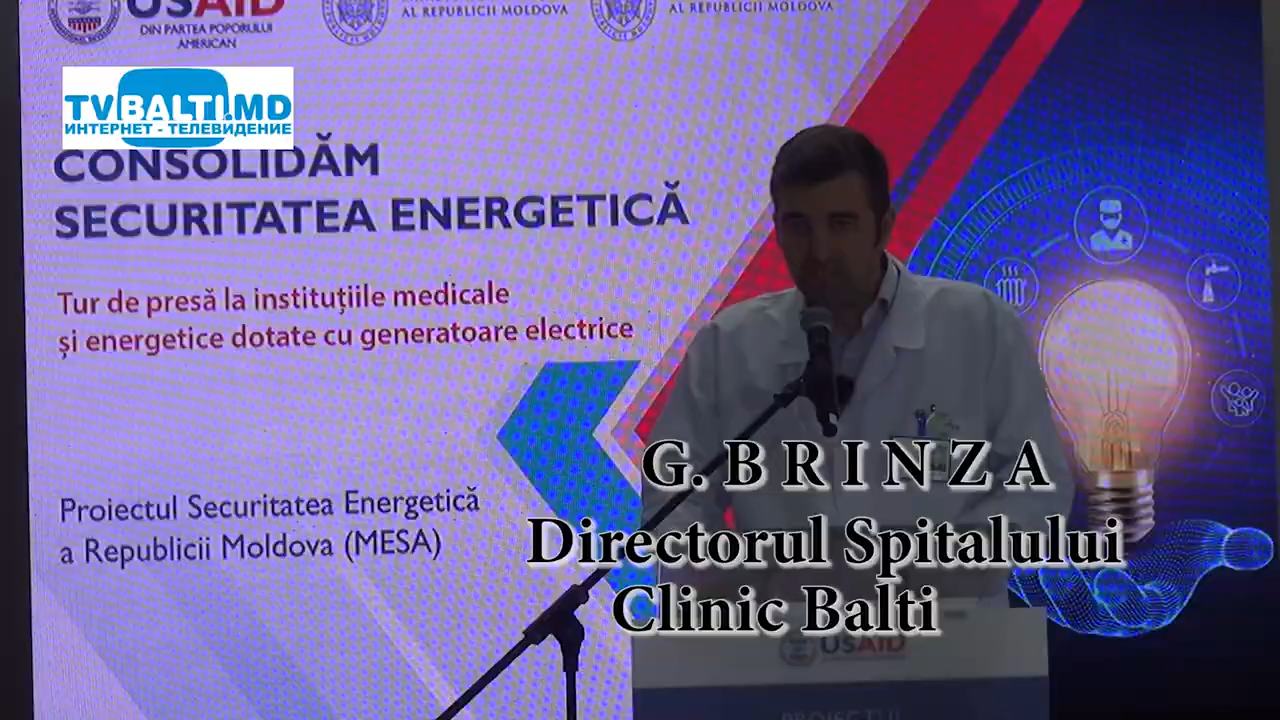 USAID
DIN PARTEA POPORULUI
AMERICAN
AL REPUBLICII MOLDOVA
AL REPUBLICII MOLDOVA
TVBALTI.MD
ИНТЕРНЕТ - ТЕЛЕВИДЕНИЕ
CONSOLIDĂM
SECURITATEA ENERGETICĂ
Tur de presă la instituțiile medicale
și energetice dotate cu generatoare electrice
Proiectul Securitatea Energetică
a Republicii Moldova (MESA)
G. BRINZA
Directorul Spitalului
Clinic Balti
USAID
PROIECTUL